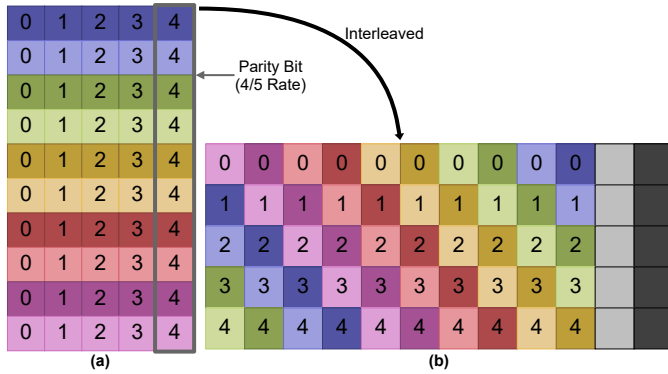 0 1 2 3 4
0 1 2 3 4
0 1 2 3 4
0 1 2 3 4
0 1 2 3 4
0 1 2 3 4
0 1 2 3 4
0 1 2 3 4
0 1 2 3 4
0 1 2 3 4
(a)
Interleaved
Parity Bit
(4/5 Rate)
0 0 0 0 0 0 0 0 0 0
1 1 1 1 1 1 1 1 1 1
2 2 2 2 2 2 2 2 2 2
3 3 3 3 3 3 3 3 3 3
4 4 4 4 4 4 4 4 4 4
(b)